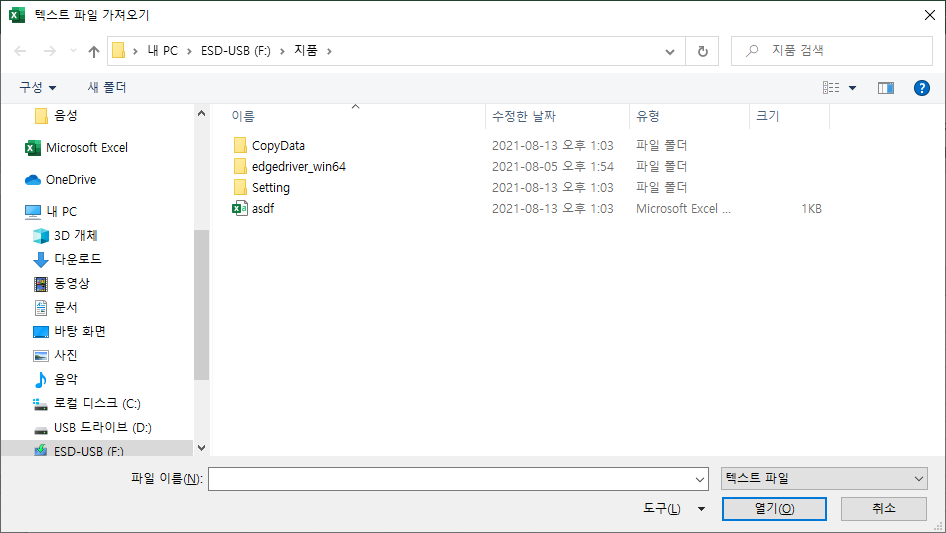 텍스트 파일 가져오기
내 PC > ESD-USB (F:) > 지품 >
지품 검색
구성
새 폴더
음성
Microsoft Excel
OneDrive
내 PC
3D 개체
다운로드
동영상
문서
바탕 화면
사진
음악
로컬 디스크 (C:)
USB 드라이브 (D:)
ESD-USB (F:)
이름 수정한 날짜 유형 크기
CopyData 2021-08-13 오후 1:03 파일 폴더
edgedriver_win64 2021-08-05 오후 1:54 파일 폴더
Setting 2021-08-13 오후 1:03 파일 폴더
asdf 2021-08-13 오후 1:03 Microsoft Excel ... 1KB
파일 이름(N):
텍스트 파일
도구(L)
열기(O)
취소